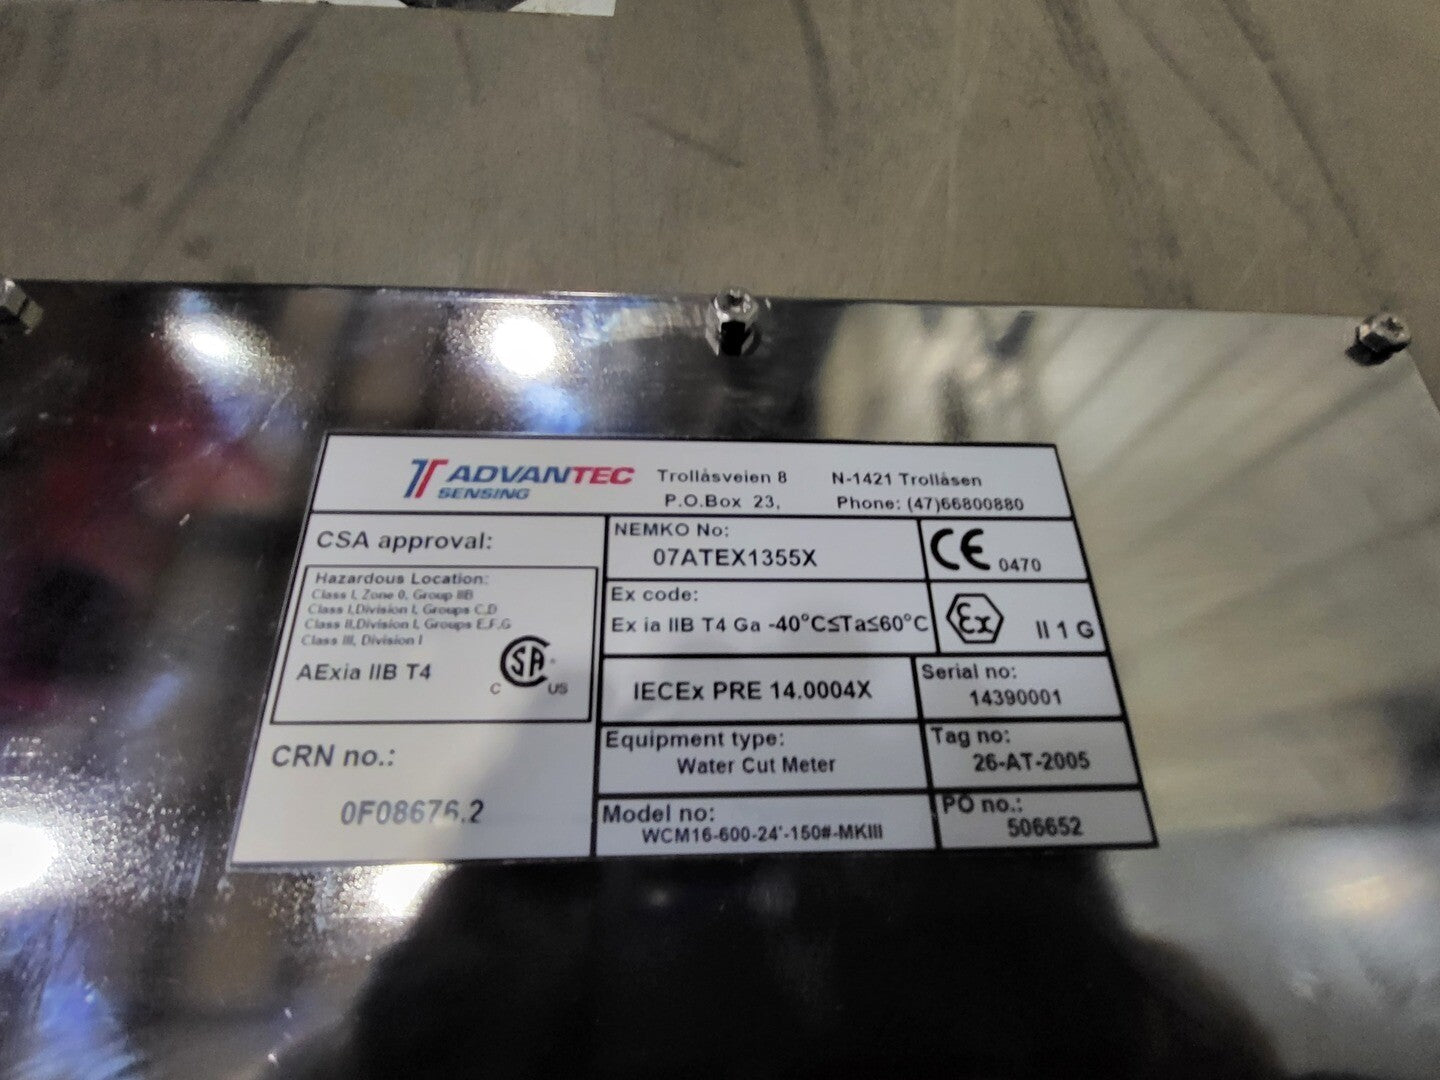 ADVANTEC
SENSING
Trollåsveien 8 N-1421 Trollåsen
P.O.Box 23, Phone: (47)66800880
CSA approval:
Hazardous Location:
Class I, Zone 0, Group IIB
Class I,Division I, Groups C,D
Class II,Division I, Groups E,F,G
Class III, Division I
AExia IIB T4
C SA US
CRN no.:
0F08676.2
NEMKO No:
07ATEX1355X
CE 0470
Ex code:
Ex ia IIB T4 Ga -40°C≤Ta≤60°C
Ex II 1 G
IECEx PRE 14.0004X
Serial no:
14390001
Equipment type:
Water Cut Meter
Tag no:
26-AT-2005
Model no:
WCM16-600-24'-150#-MKIII
PO no.:
506652